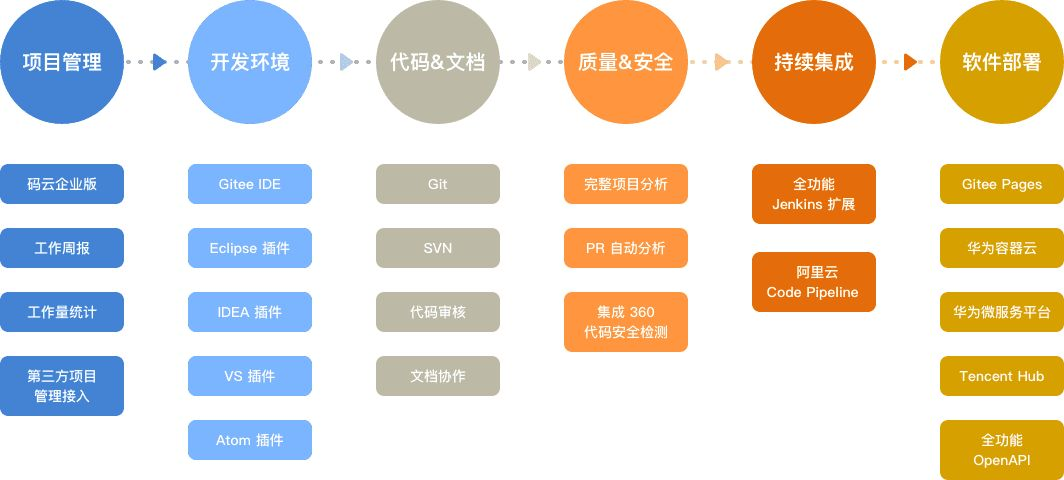 项目管理
开发环境
代码&文档
质量&安全
持续集成
软件部署
码云企业版
工作周报
工作量统计
第三方项目
管理接入
Gitee IDE
Eclipse 插件
IDEA 插件
VS 插件
Atom 插件
Git
SVN
代码审核
文档协作
完整项目分析
PR 自动分析
集成 360
代码安全检测
全功能
Jenkins 扩展
阿里云
Code Pipeline
Gitee Pages
华为容器云
华为微服务平台
Tencent Hub
全功能
OpenAPI